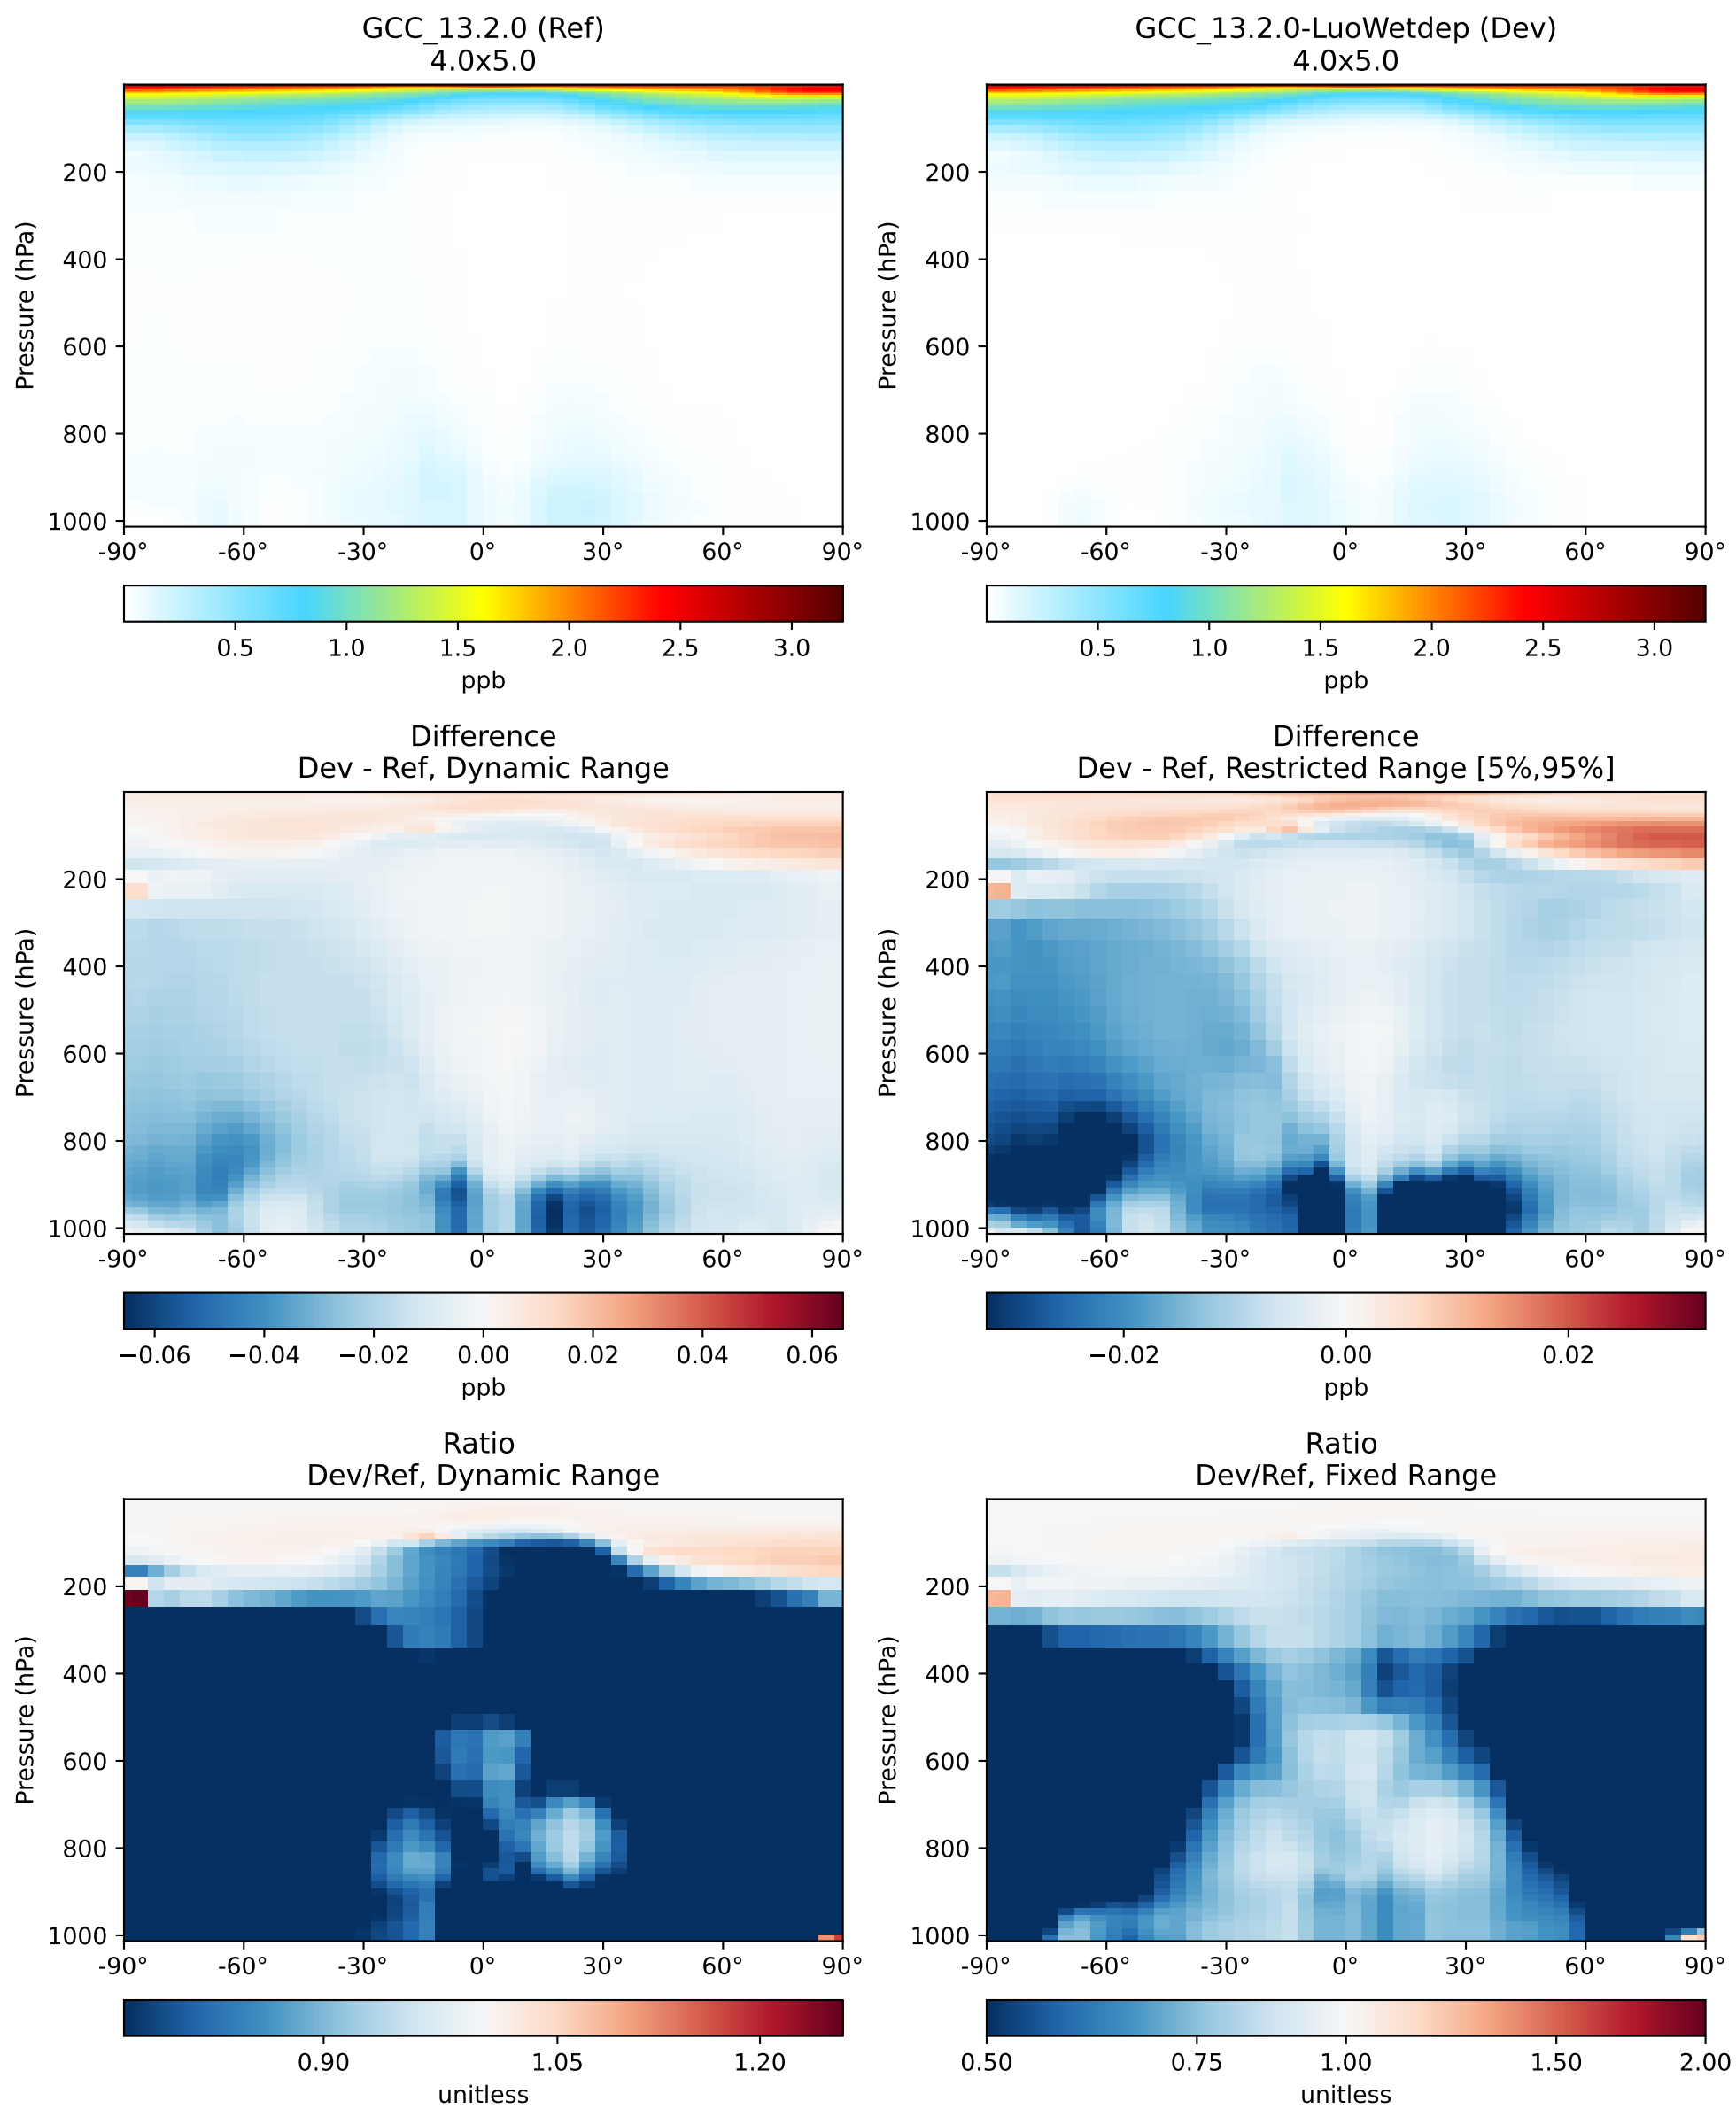 GCC_13.2.0 (Ref)
4.0x5.0
Pressure (hPa)
200
400
600
800
1000
-90° -60° -30° 0° 30° 60° 90°
0.5 1.0 1.5 2.0 2.5 3.0
ppb
GCC_13.2.0-LuoWetdep (Dev)
4.0x5.0
Pressure (hPa)
200
400
600
800
1000
-90° -60° -30° 0° 30° 60° 90°
0.5 1.0 1.5 2.0 2.5 3.0
ppb
Difference
Dev - Ref, Dynamic Range
Pressure (hPa)
200
400
600
800
1000
-90° -60° -30° 0° 30° 60° 90°
−0.06 −0.04 −0.02 0.00 0.02 0.04 0.06
ppb
Difference
Dev - Ref, Restricted Range [5%,95%]
Pressure (hPa)
200
400
600
800
1000
-90° -60° -30° 0° 30° 60° 90°
−0.02 0.00 0.02
ppb
Ratio
Dev/Ref, Dynamic Range
Pressure (hPa)
200
400
600
800
1000
-90° -60° -30° 0° 30° 60° 90°
0.90 1.05 1.20
unitless
Ratio
Dev/Ref, Fixed Range
Pressure (hPa)
200
400
600
800
1000
-90° -60° -30° 0° 30° 60° 90°
0.50 0.75 1.00 1.50 2.00
unitless